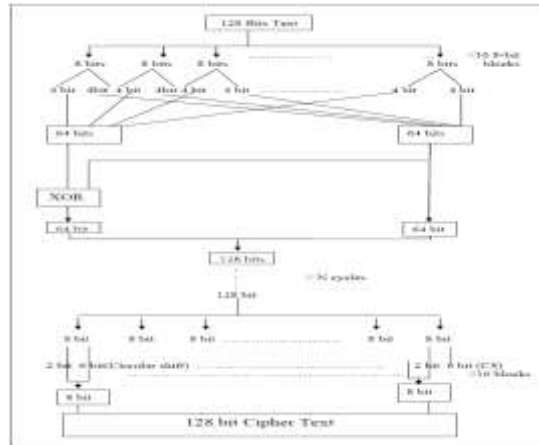 128 Bits Text
8 bits 8 bits 8 bits 8 bits =16 8-bit
blocks
4 bit 4bit 4 bit 4bit 4 bit 4 bit 4 bit 4 bit
64 bits 64 bits
XOR
64 bit 64 bit
128 bits
N cycles
128 bit
8 bit 8 bit 8 bit 8 bit 8 bit
2 bit 6 bit(Circular shift) 2 bit 6 bit (CS)
=16 blocks
8 bit 8 bit
128 bit Cipher Text